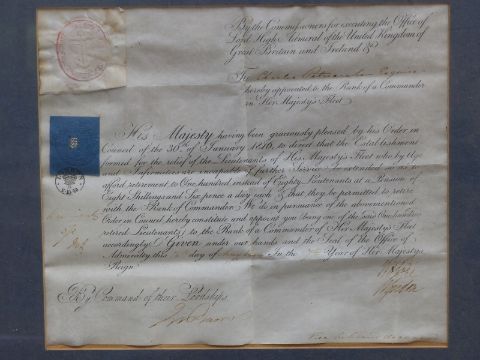 By the Commissioners for executing the Office of
Lord High Admiral of the United Kingdom of
Great Britain and Ireland &c
To Charles Esquire
hereby appointed to the Rank of a Commander
in Her Majesty's Fleet
His Majesty having been graciously pleased by his Order in
Council of the 30th of January 1816, to direct that the Establishment
formed for the relief of the Lieutenants of His Majesty's Fleet who by Age
and Infirmities are incapable of further Service be extended so as to
afford retirement to One hundred instead of Eighty Lieutenants at a Pension of
Eight Shillings and Six pence a day each & that they be permitted to retire
with the Rank of Commander; We do in pursuance of the abovementioned
Order in Council hereby constitute and appoint you (being one of the said One hundred
retired Lieutenants) to the Rank of a Commander of Her Majesty's Fleet
accordingly. Given under our hands and the Seal of the Office of
Admiralty this day of In the Year of Her Majesty's
Reign
By Command of their Lordships